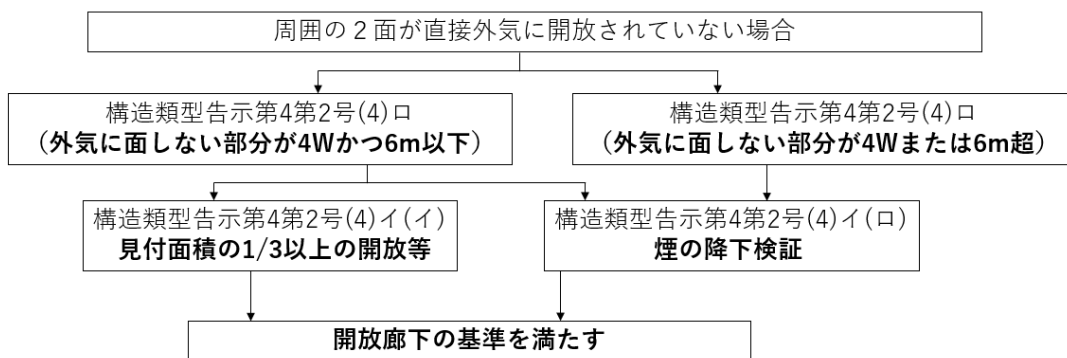 周囲の２面が直接外気に開放されていない場合
構造類型告示第4第2号(4)ロ
（外気に面しない部分が4Wかつ6m以下）
構造類型告示第4第2号(4)ロ
（外気に面しない部分が4Wまたは6m超）
構造類型告示第4第2号(4)イ(イ)
見付面積の1/3以上の開放等
構造類型告示第4第2号(4)イ(ロ)
煙の降下検証
開放廊下の基準を満たす